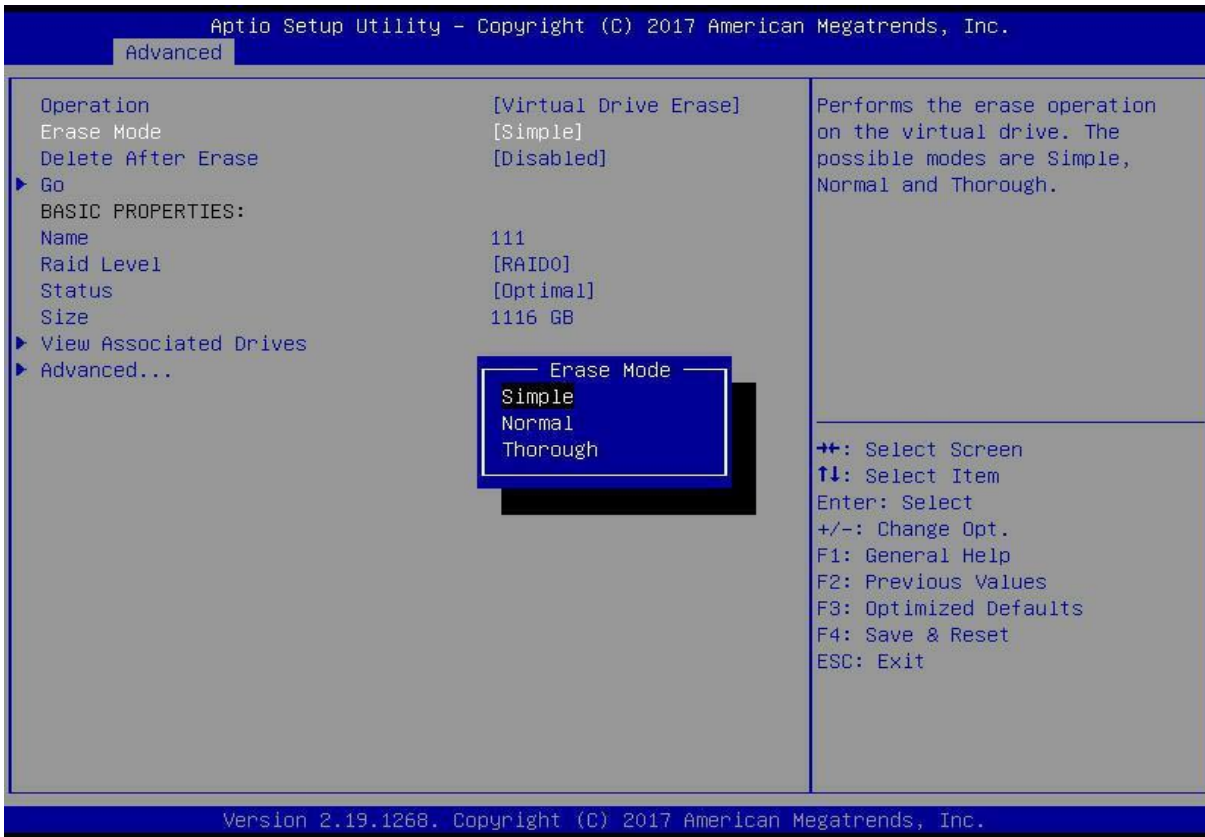 Aptio Setup Utility – Copyright (C) 2017 American Megatrends, Inc.
Advanced
Operation [Virtual Drive Erase]
Erase Mode [Simple]
Delete After Erase [Disabled]
▶ Go
BASIC PROPERTIES:
Name 111
Raid Level [RAID0]
Status [Optimal]
Size 1116 GB
▶ View Associated Drives
▶ Advanced...
Erase Mode
Simple
Normal
Thorough
Performs the erase operation
on the virtual drive. The
possible modes are Simple,
Normal and Thorough.
→←: Select Screen
↑↓: Select Item
Enter: Select
+/-: Change Opt.
F1: General Help
F2: Previous Values
F3: Optimized Defaults
F4: Save & Reset
ESC: Exit
Version 2.19.1268. Copyright (C) 2017 American Megatrends, Inc.